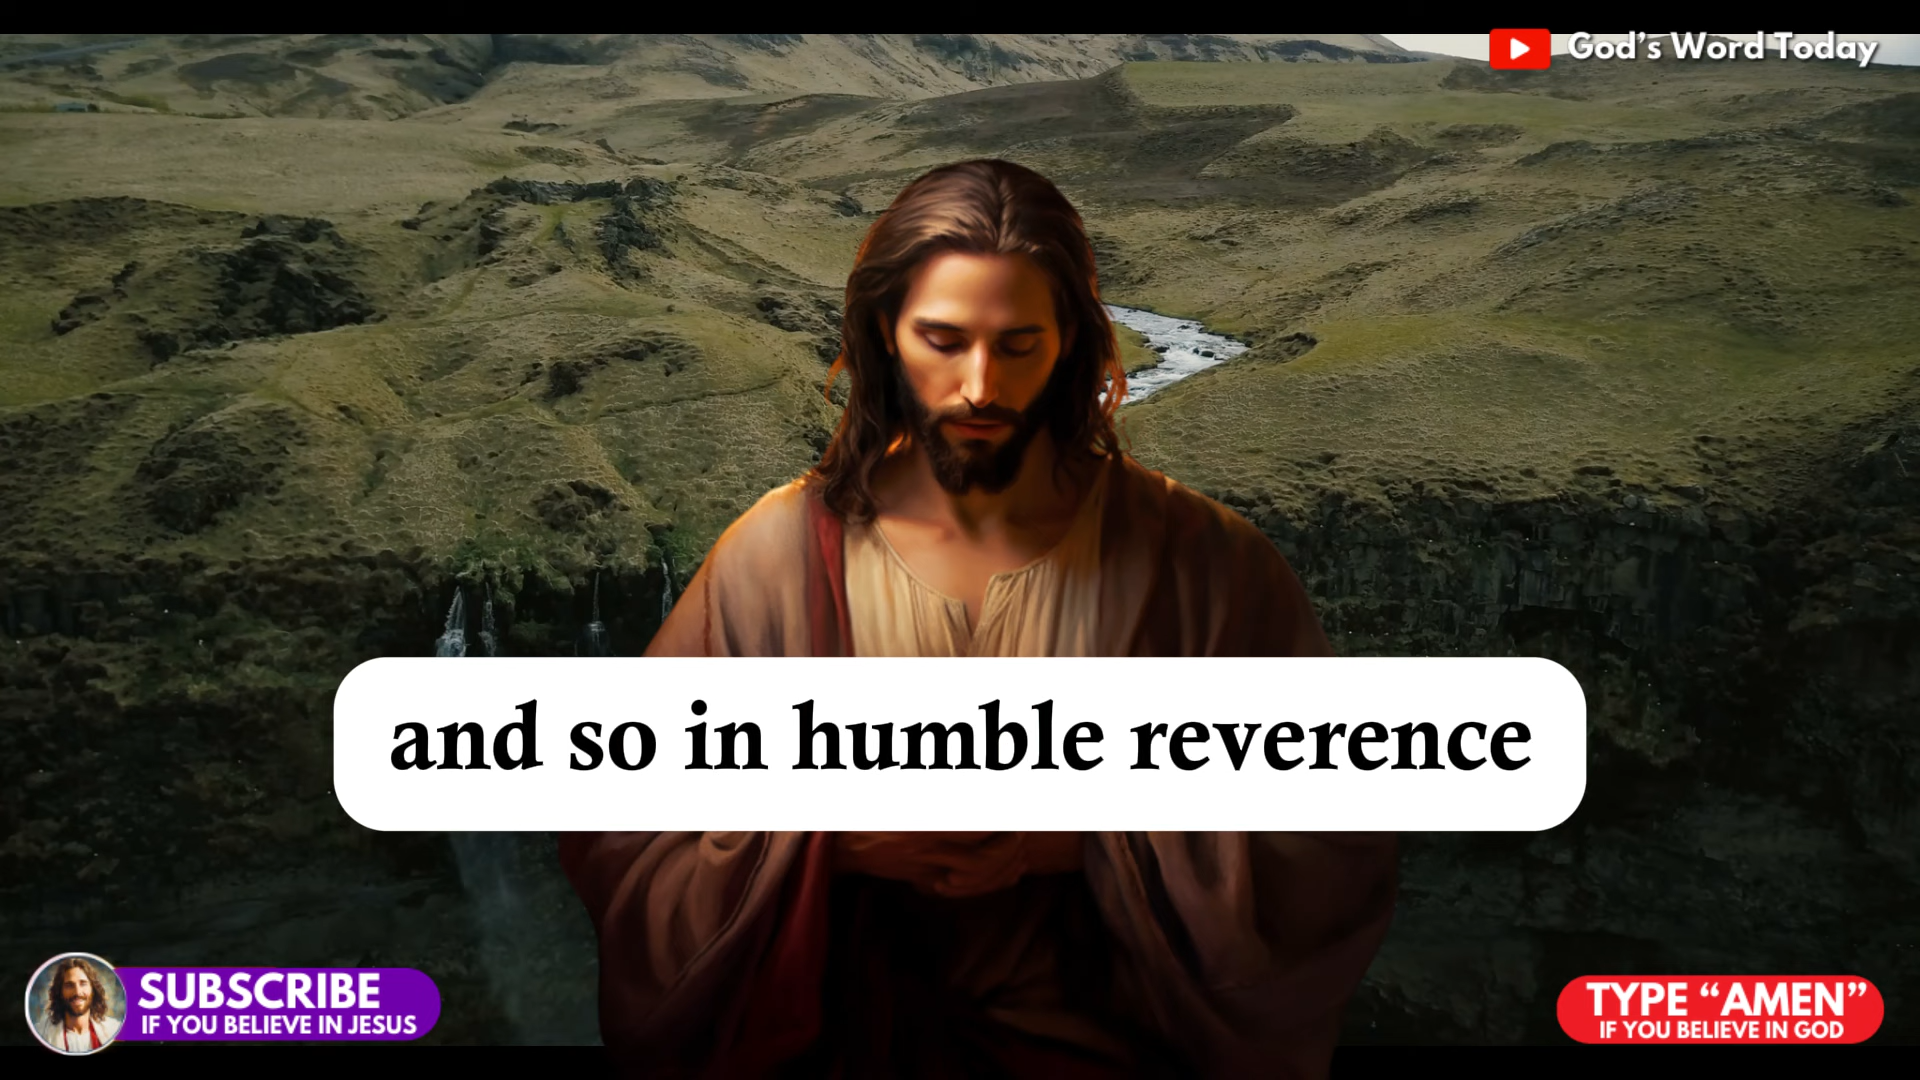 God’s Word Today
and so in humble reverence
SUBSCRIBE
IF YOU BELIEVE IN JESUS
TYPE “AMEN”
IF YOU BELIEVE IN GOD